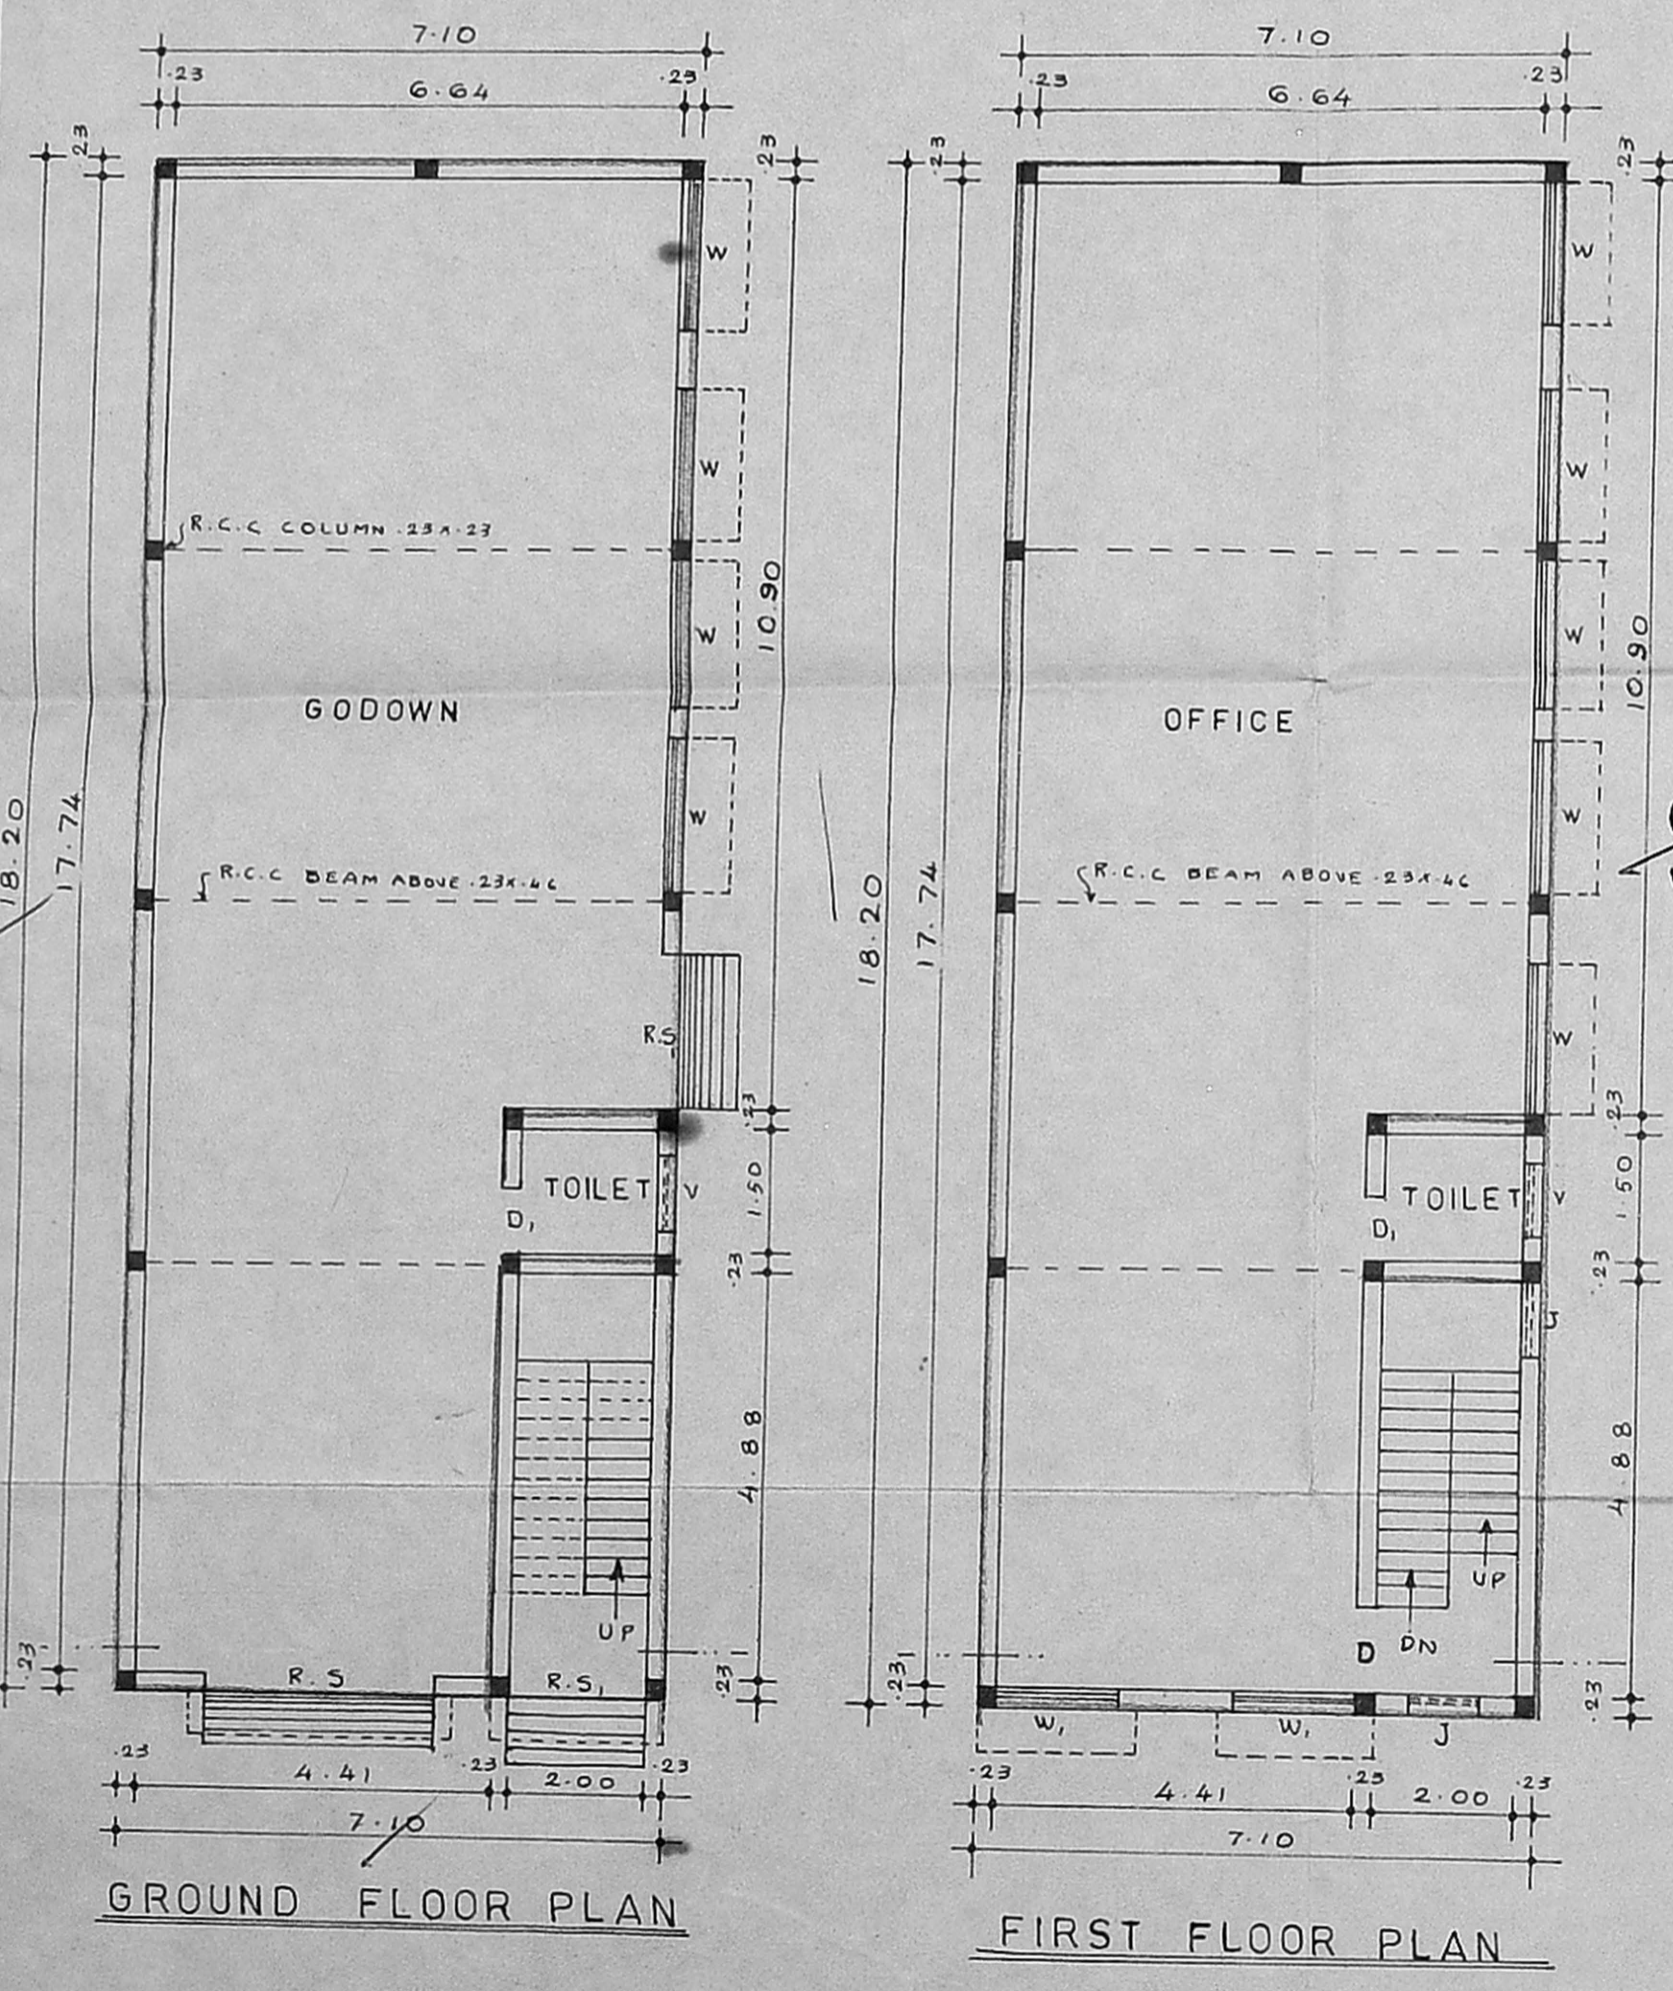 7.10
.23
6.64
.23
.23
.23
W
W
R.C.C COLUMN .23 x .23
W
10.90
GODOWN
W
18.20
17.74
R.C.C BEAM ABOVE .23 x .46
R.S
.23
TOILET
V
D1
1.50
.23
4.88
UP
.23
R.S
R.S1
.23
.23
4.41
.23
2.00
.23
7.10
GROUND FLOOR PLAN
7.10
.23
6.64
.23
.23
.23
W
W
W
10.90
OFFICE
W
R.C.C BEAM ABOVE .23 x .46
18.20
17.74
W
.23
TOILET
V
D1
1.50
.23
J
4.88
UP
D
DN
.23
.23
W1
W1
J
.23
4.41
.23
2.00
.23
7.10
FIRST FLOOR PLAN